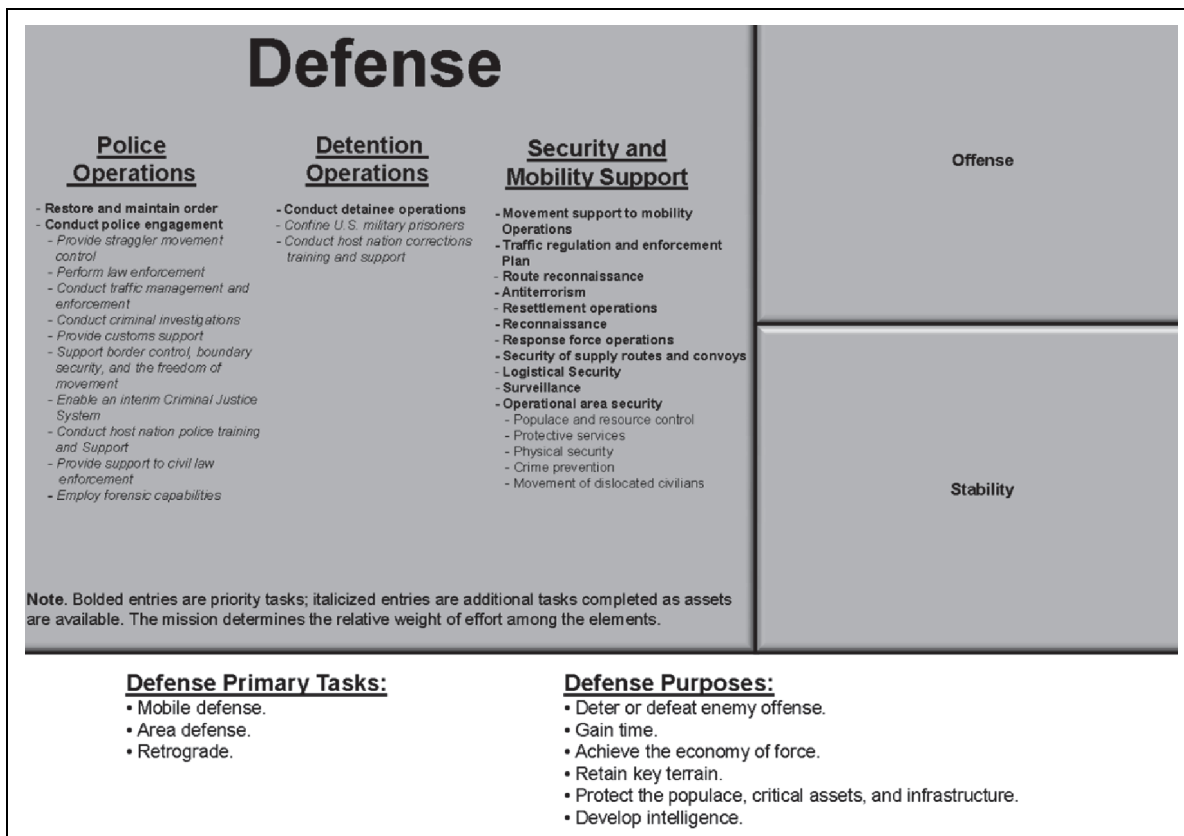 Defense
Police
Operations
- Restore and maintain order
- Conduct police engagement
- Provide straggler movement
control
- Perform law enforcement
- Conduct traffic management and
enforcement
- Conduct criminal investigations
- Provide customs support
- Support border control, boundary
security, and the freedom of
movement
- Enable an interim Criminal Justice
System
- Conduct host nation police training
and Support
- Provide support to civil law
enforcement
- Employ forensic capabilities
Detention
Operations
- Conduct detainee operations
- Confine U.S. military prisoners
- Conduct host nation corrections
training and support
Security and
Mobility Support
- Movement support to mobility
Operations
- Traffic regulation and enforcement
Plan
- Route reconnaissance
- Antiterrorism
- Resettlement operations
- Reconnaissance
- Response force operations
- Security of supply routes and convoys
- Logistical Security
- Surveillance
- Operational area security
- Populace and resource control
- Protective services
- Physical security
- Crime prevention
- Movement of dislocated civilians
Offense
Stability
Note. Bolded entries are priority tasks; italicized entries are additional tasks completed as assets
are available. The mission determines the relative weight of effort among the elements.
Defense Primary Tasks:
• Mobile defense.
• Area defense.
• Retrograde.
Defense Purposes:
• Deter or defeat enemy offense.
• Gain time.
• Achieve the economy of force.
• Retain key terrain.
• Protect the populace, critical assets, and infrastructure.
• Develop intelligence.